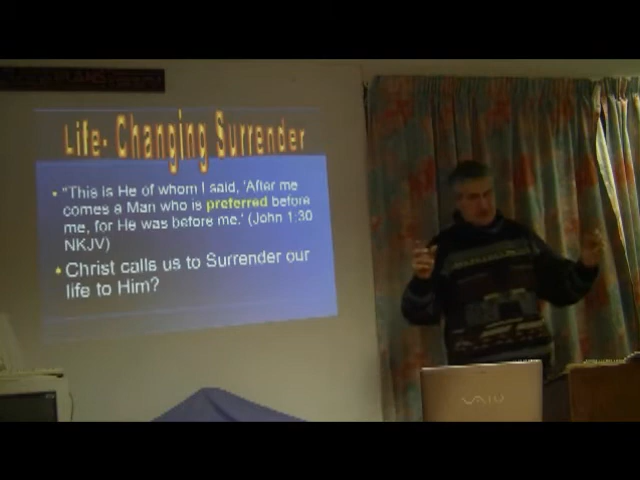 Life- Changing Surrender
• "This is He of whom I said, 'After me
comes a Man who is preferred before
me, for He was before me.' (John 1:30
NKJV)
• Christ calls us to Surrender our
life to Him?
VAIO